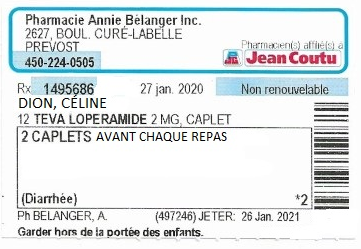 Pharmacie Annie Bélanger Inc.
2627, BOUL. CURÉ-LABELLE
PREVOST
450-224-0505
Pharmacien(s) affilié(s) à
Jean Coutu
Rx 1495686 27 jan. 2020 Non renouvelable
DION, CÉLINE
12 TEVA LOPERAMIDE 2 MG, CAPLET
2 CAPLETS AVANT CHAQUE REPAS
(Diarrhée) *2
Ph BELANGER, A. (497246) JETER: 26 Jan. 2021
Garder hors de la portée des enfants.